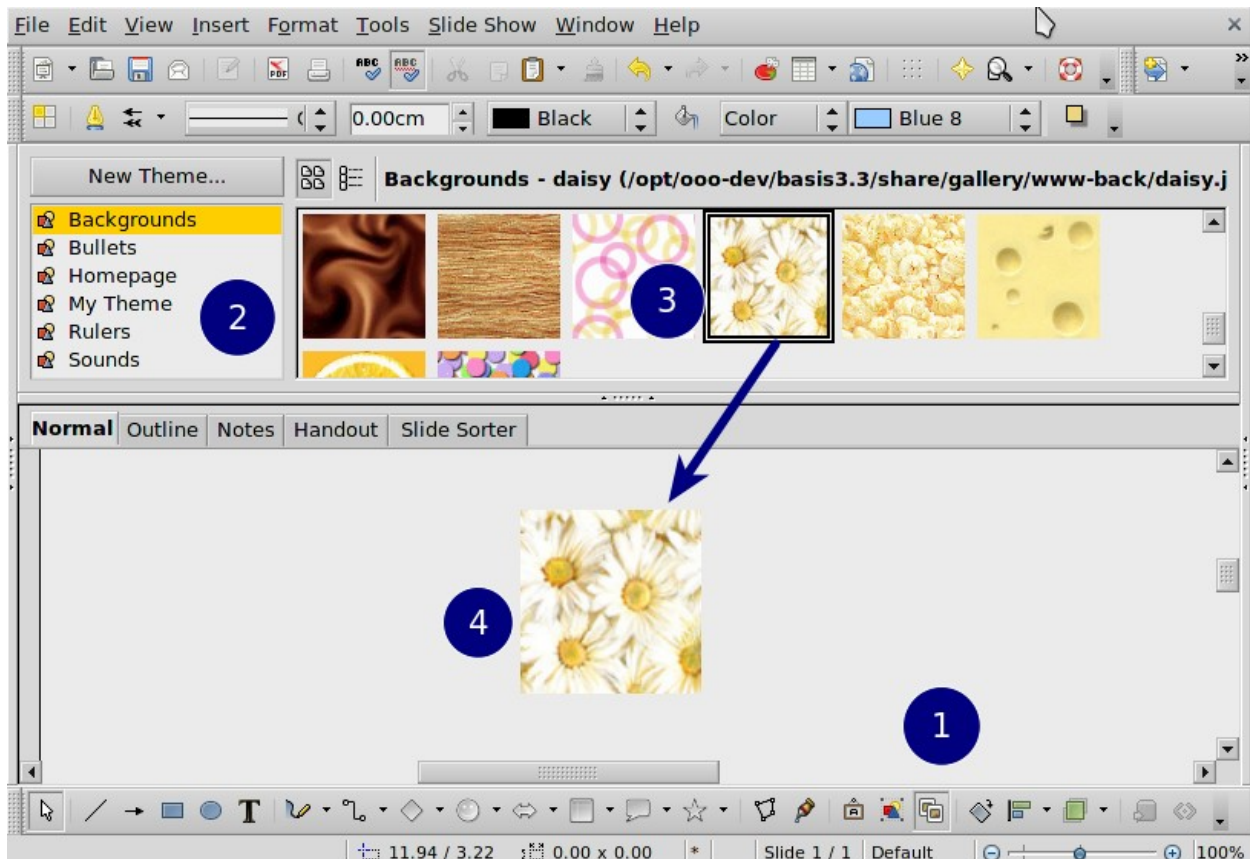 File Edit View Insert Format Tools Slide Show Window Help
PDF ABC ABC
0.00cm Black Color Blue 8
New Theme... Backgrounds - daisy (/opt/ooo-dev/basis3.3/share/gallery/www-back/daisy.j
Backgrounds
Bullets
Homepage
My Theme
Rulers
Sounds
2
3
Normal Outline Notes Handout Slide Sorter
4
1
T A
11.94 / 3.22 0.00 x 0.00 * Slide 1 / 1 Default 100%